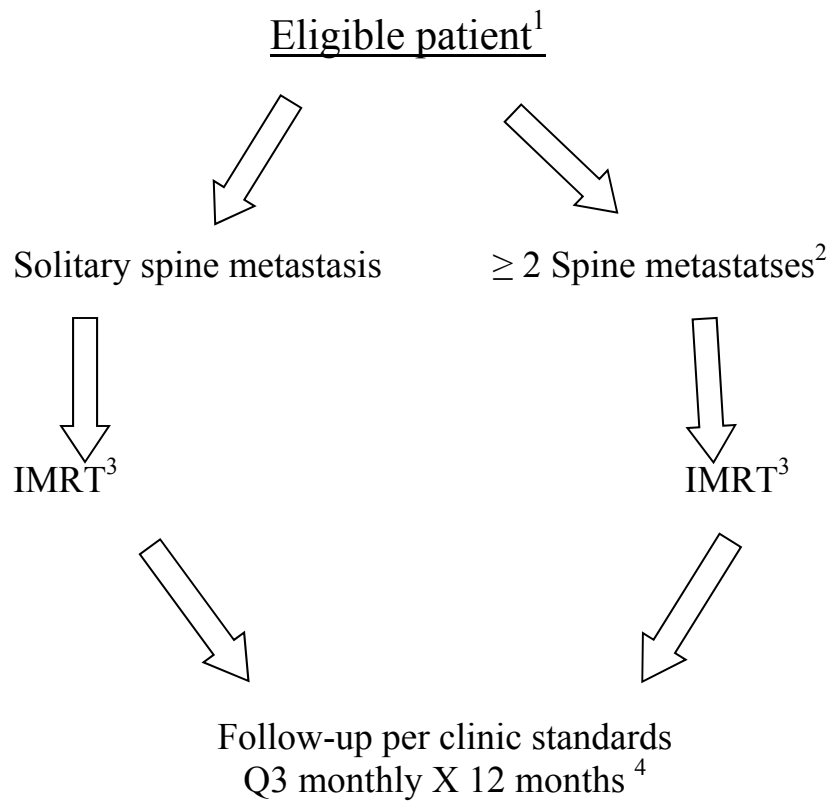 Eligible patient¹
Solitary spine metastasis
≥ 2 Spine metastatses²
IMRT³
IMRT³
Follow-up per clinic standards
Q3 monthly X 12 months ⁴